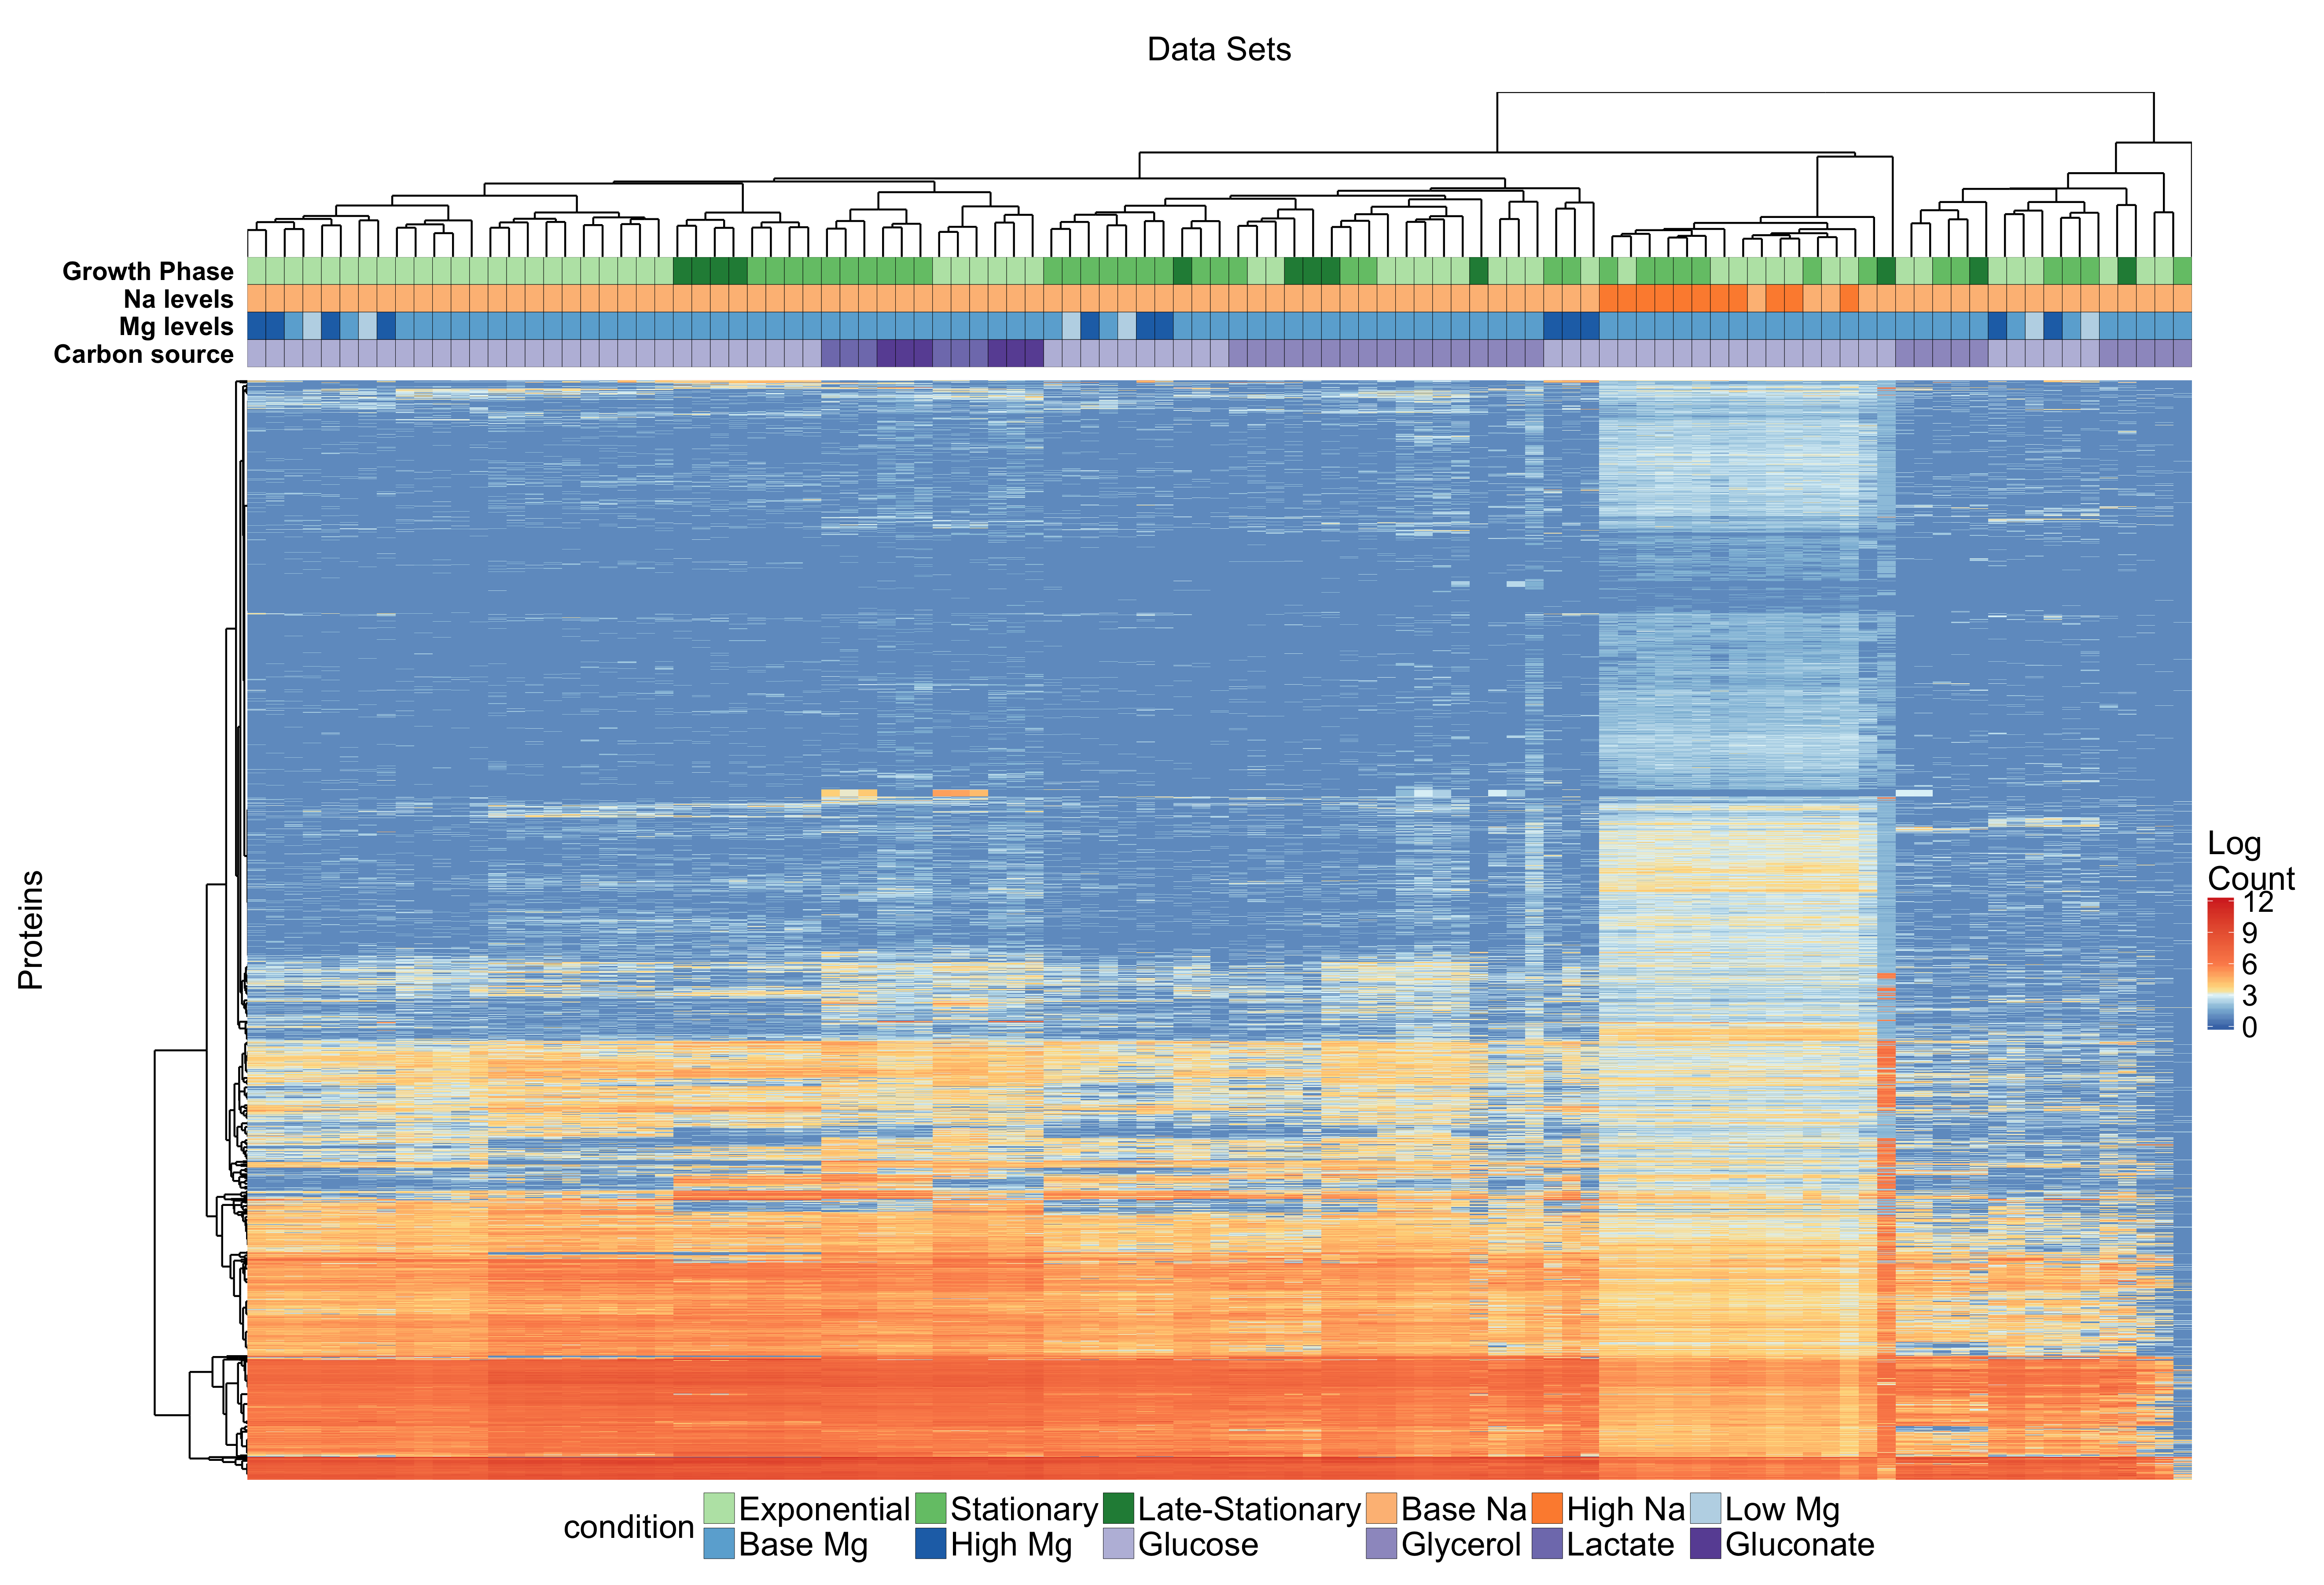 Data Sets
Growth Phase
Na levels
Mg levels
Carbon source
Proteins
Log
Count
12
9
6
3
0
condition
Exponential Stationary Late-Stationary Base Na High Na Low Mg
Base Mg High Mg Glucose Glycerol Lactate Gluconate